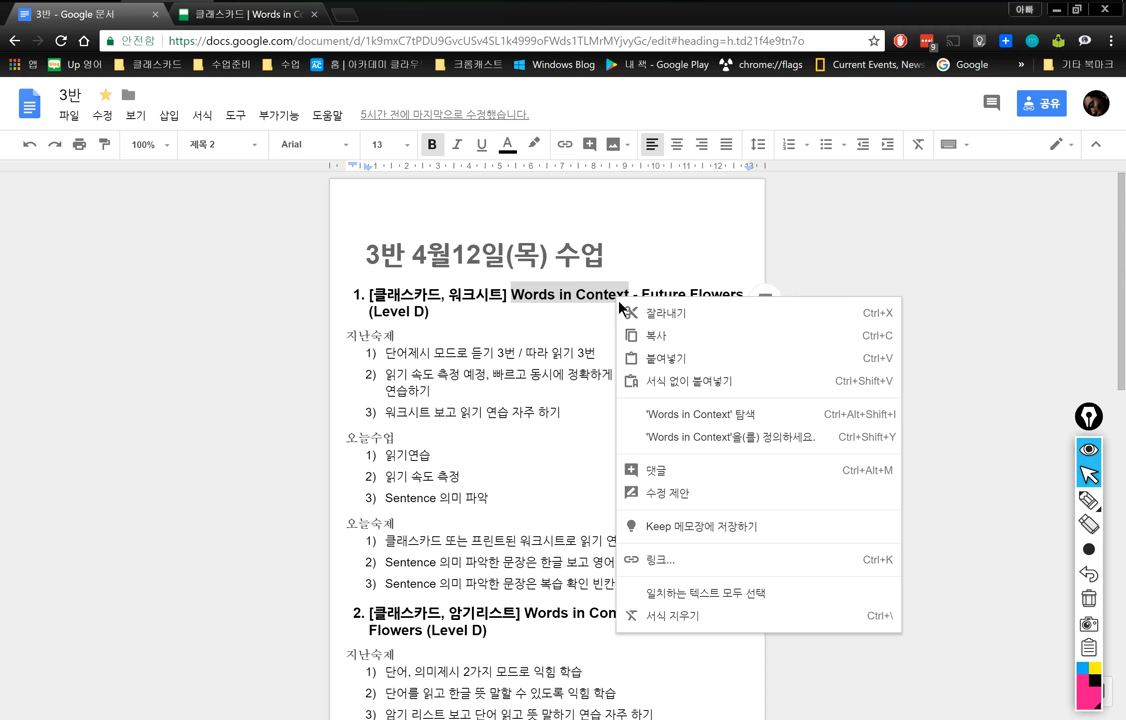 3반 - Google 문서
클래스카드 | Words in Co
아빠
안전함
https://docs.google.com/document/d/1k9mxC7tPDU9GvcUSv4SL1k4999oFWds1TLMrMYjvyGc/edit#heading=h.td21f4e9tn7o
9
앱
Up 영어
클래스카드
수업준비
수업
홈 | 아카데미 클라우
크롬캐스트
Windows Blog
내 책 - Google Play
chrome://flags
Current Events, News
Google
»
기타 북마크
3반
파일 수정 보기 삽입 서식 도구 부가기능 도움말 5시간 전에 마지막으로 수정했습니다.
공유
100% 제목 2 Arial 13 B I U A
1 2 3 4 5 6 7 8 9 10 11 12 13
3반 4월12일(목) 수업
1. [클래스카드, 워크시트] Words in Context - Future Flowers
(Level D)
지난숙제
1) 단어제시 모드로 듣기 3번 / 따라 읽기 3번
2) 읽기 속도 측정 예정, 빠르고 동시에 정확하게
연습하기
3) 워크시트 보고 읽기 연습 자주 하기
오늘수업
1) 읽기연습
2) 읽기 속도 측정
3) Sentence 의미 파악
오늘숙제
1) 클래스카드 또는 프린트된 워크시트로 읽기 연
2) Sentence 의미 파악한 문장은 한글 보고 영어
3) Sentence 의미 파악한 문장은 복습 확인 빈칸
2. [클래스카드, 암기리스트] Words in Con
Flowers (Level D)
지난숙제
1) 단어, 의미제시 2가지 모드로 익힘 학습
2) 단어를 읽고 한글 뜻 말할 수 있도록 익힘 학습
3) 암기 리스트 보고 단어 읽고 뜻 말하기 연습 자주 하기
잘라내기 Ctrl+X
복사 Ctrl+C
붙여넣기 Ctrl+V
서식 없이 붙여넣기 Ctrl+Shift+V
'Words in Context' 탐색 Ctrl+Alt+Shift+I
'Words in Context'을(를) 정의하세요. Ctrl+Shift+Y
댓글 Ctrl+Alt+M
수정 제안
Keep 메모장에 저장하기
링크... Ctrl+K
일치하는 텍스트 모두 선택
서식 지우기 Ctrl+\